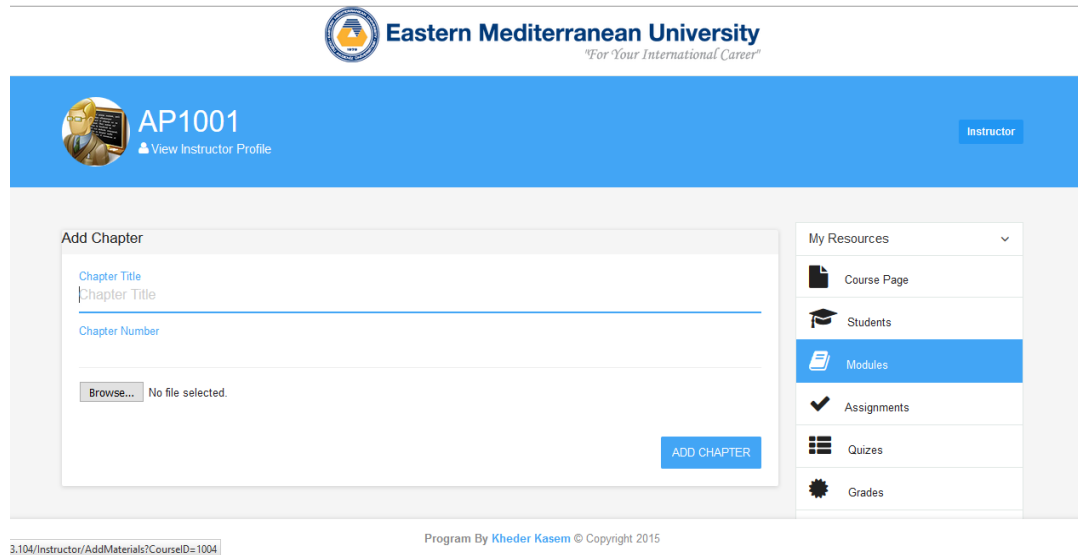 Eastern Mediterranean University
"For Your International Career"
AP1001
View Instructor Profile
Instructor
Add Chapter
Chapter Title
Chapter Title
Chapter Number
Browse... No file selected.
ADD CHAPTER
My Resources
Course Page
Students
Modules
Assignments
Quizes
Grades
Program By Kheder Kasem © Copyright 2015
3.104/Instructor/AddMaterials?CourseID=1004